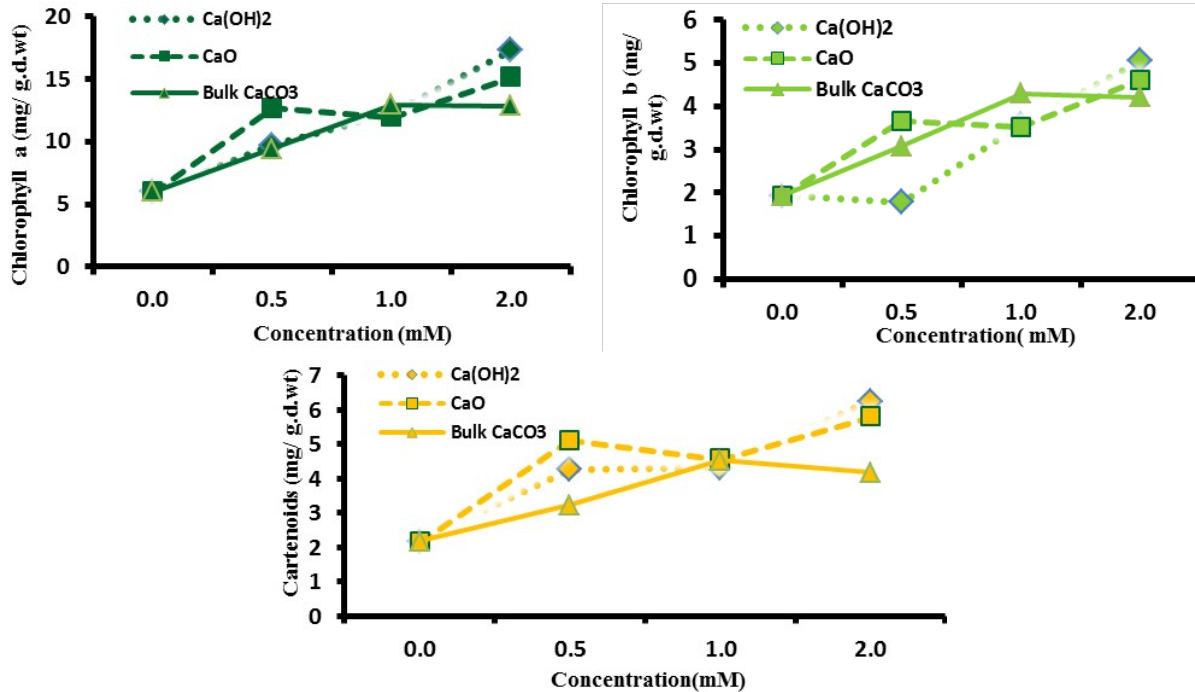 Chlorophyll a (mg/ g.d.wt)
20
15
10
5
0
Ca(OH)2
CaO
Bulk CaCO3
0.0 0.5 1.0 2.0
Concentration (mM)
Chlorophyll b (mg/
g.d.wt)
6
5
4
3
2
1
0
Ca(OH)2
CaO
Bulk CaCO3
0.0 0.5 1.0 2.0
Concentration( mM)
Cartenoids (mg/ g.d.wt)
7
6
5
4
3
2
1
0
Ca(OH)2
CaO
Bulk CaCO3
0.0 0.5 1.0 2.0
Concentration(mM)